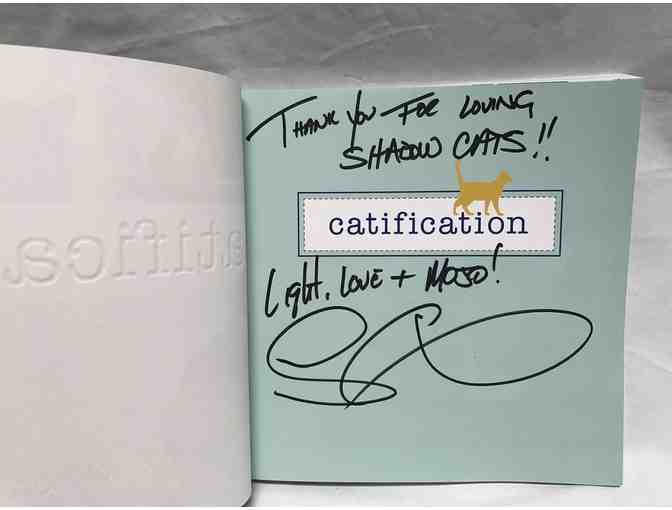 THANK YOU FOR LOVING
SHADOW CATS!!
catification
LIGHT, LOVE + MOJO!